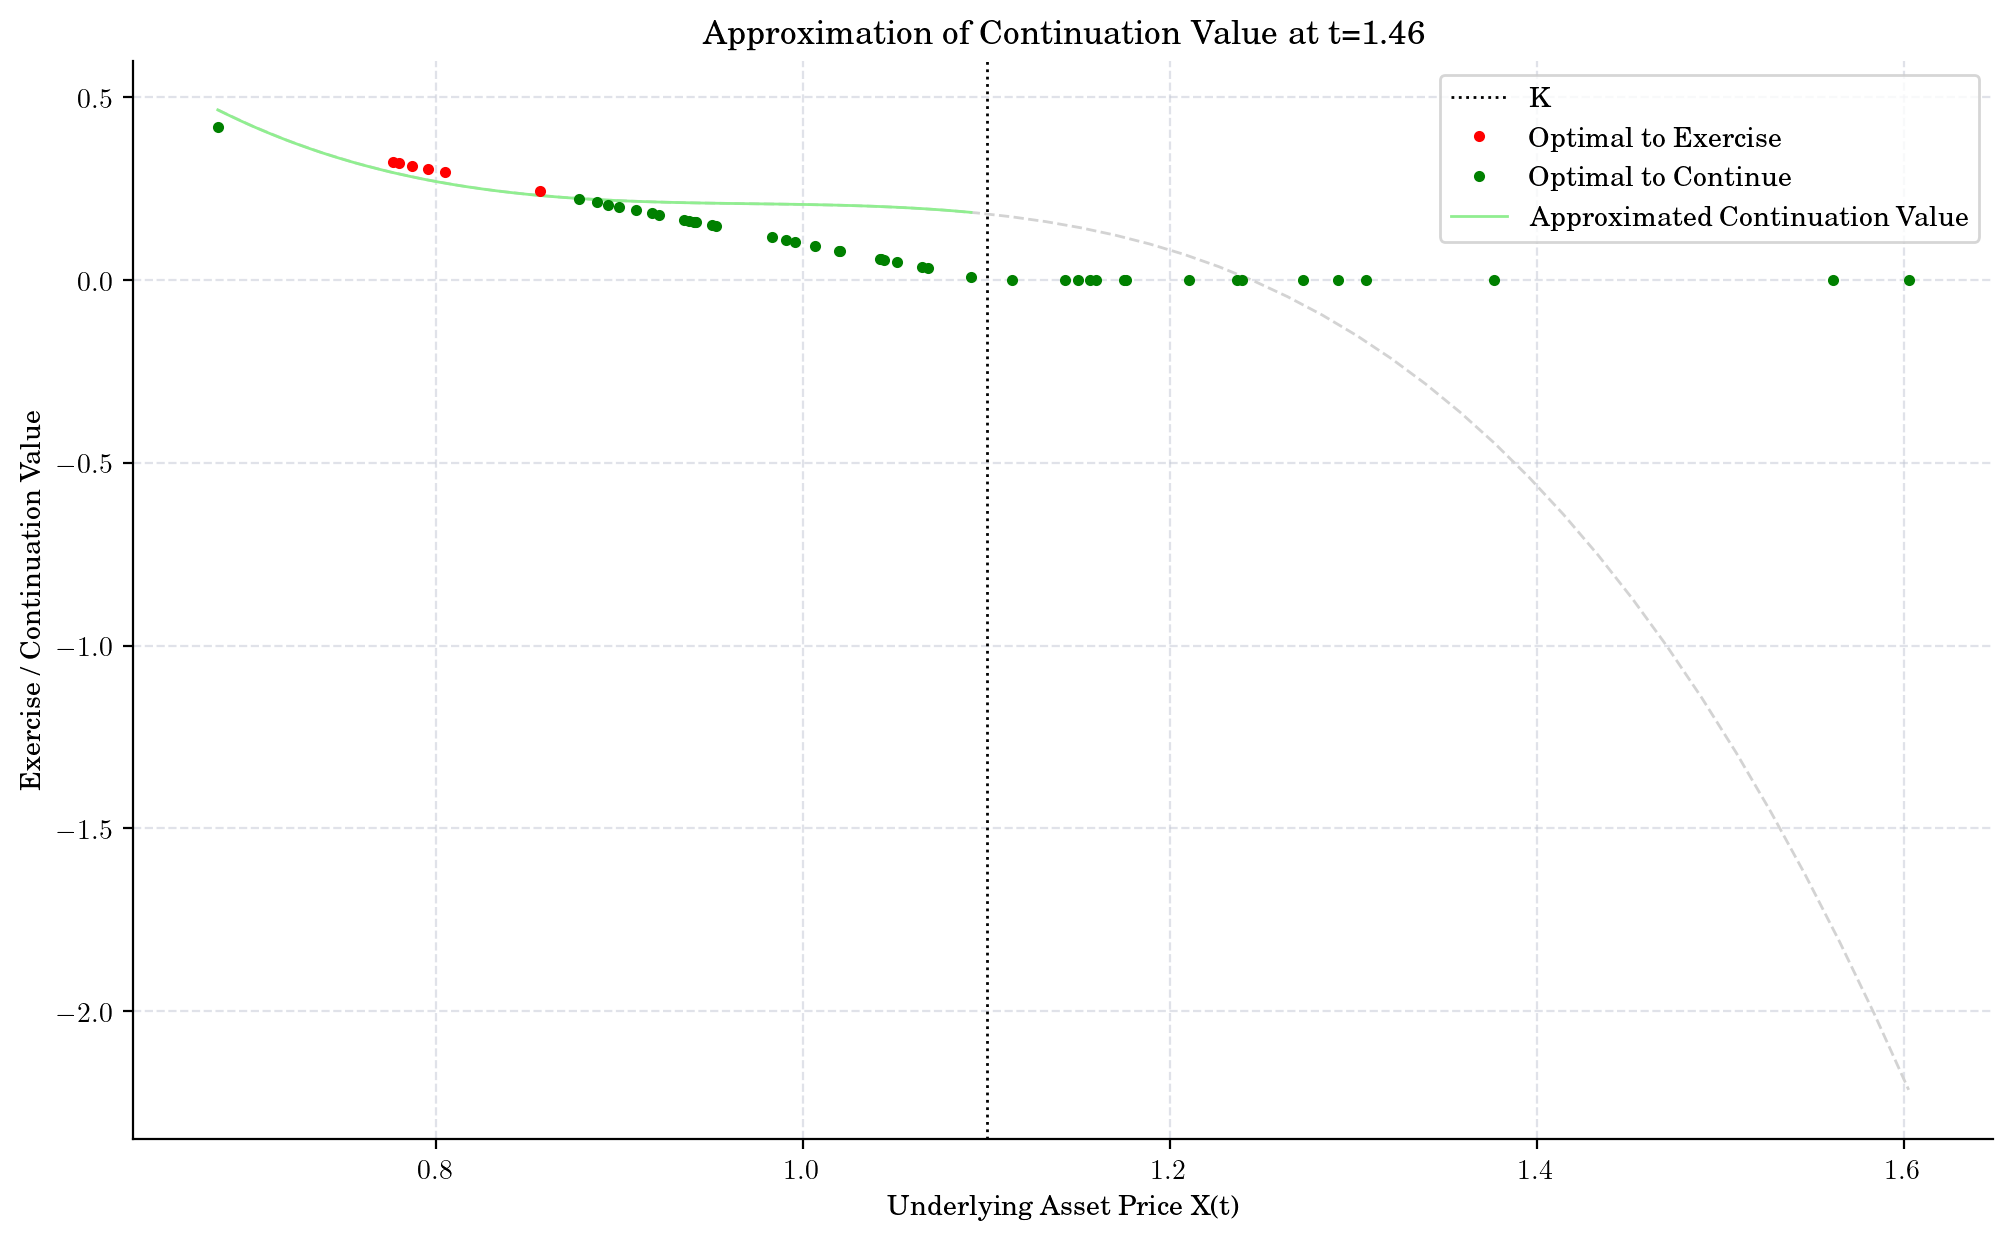 Approximation of Continuation Value at t=1.46
K
Optimal to Exercise
Optimal to Continue
Approximated Continuation Value
Exercise / Continuation Value
0.5
0.0
−0.5
−1.0
−1.5
−2.0
0.8
1.0
1.2
1.4
1.6
Underlying Asset Price X(t)